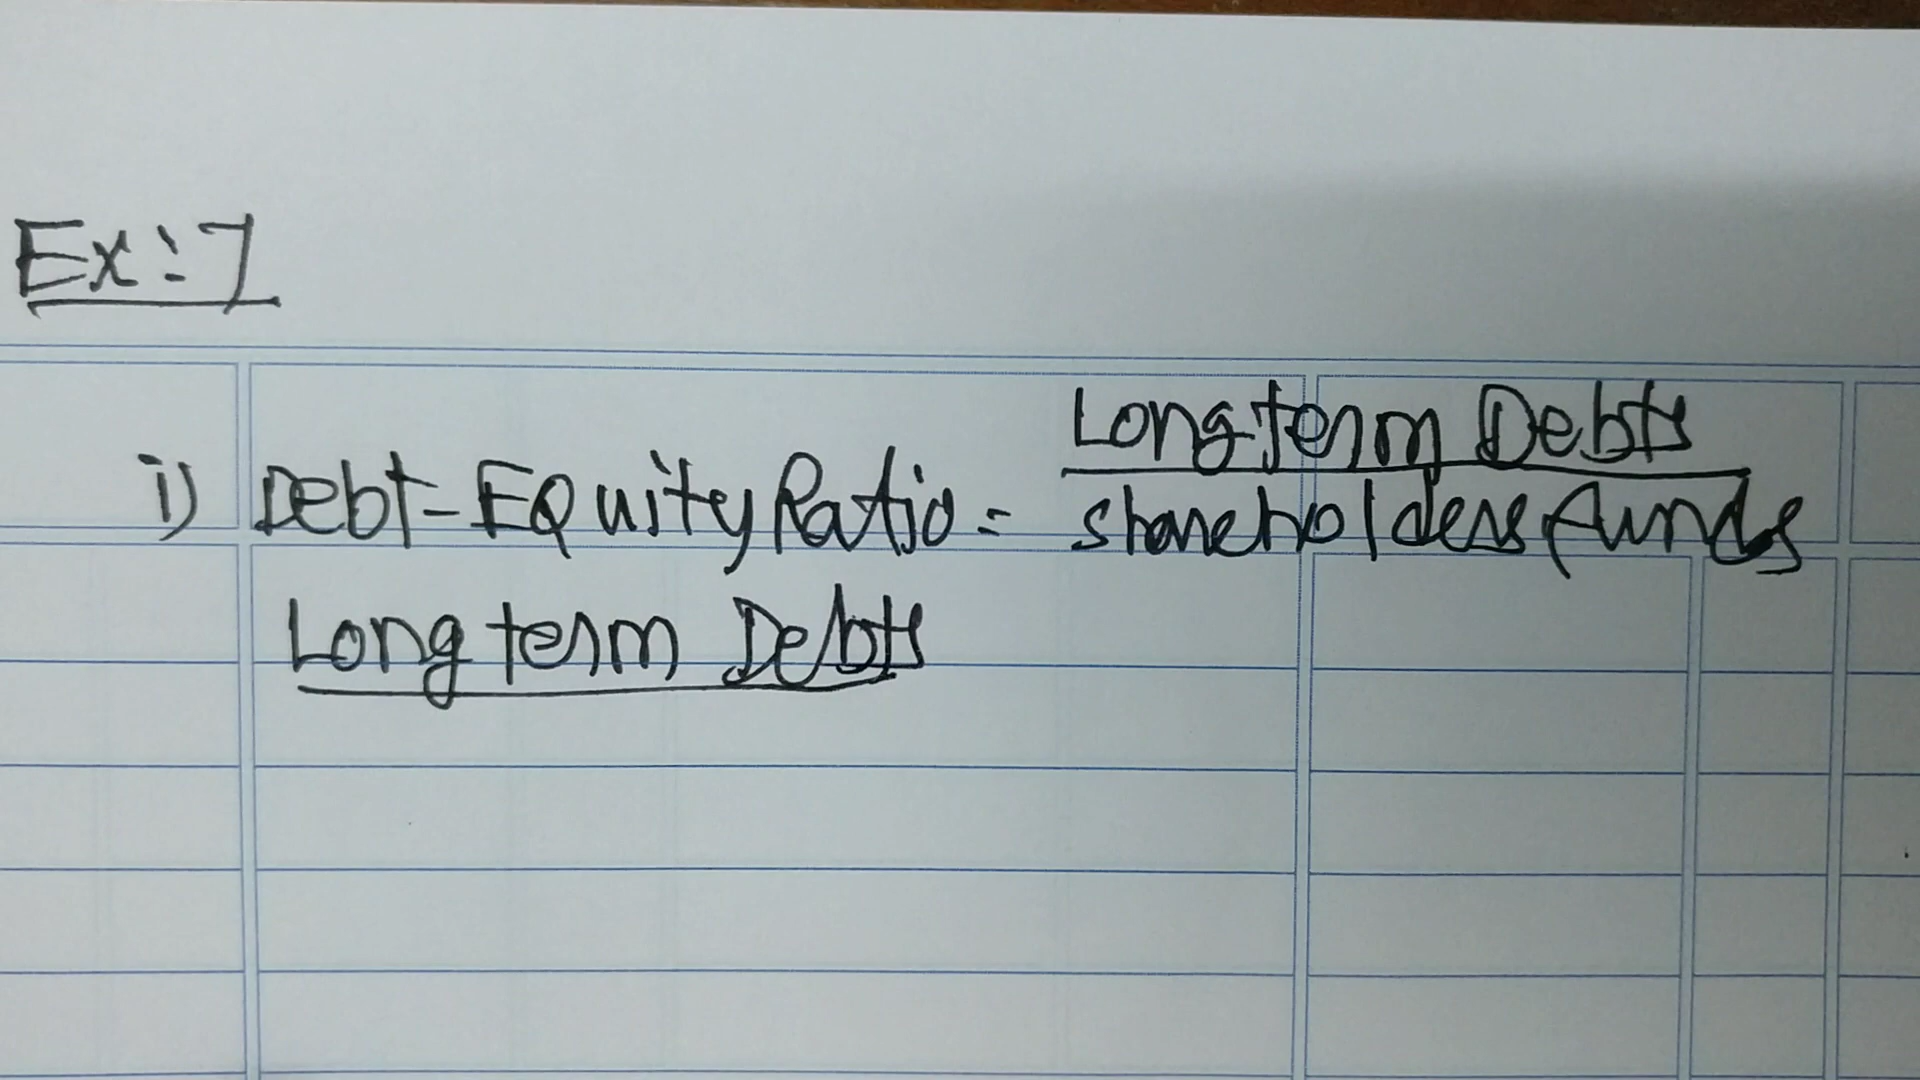 Ex:7
i) Debt-Equity Ratio = Long term Debts / shareholders funds
Long term Debts